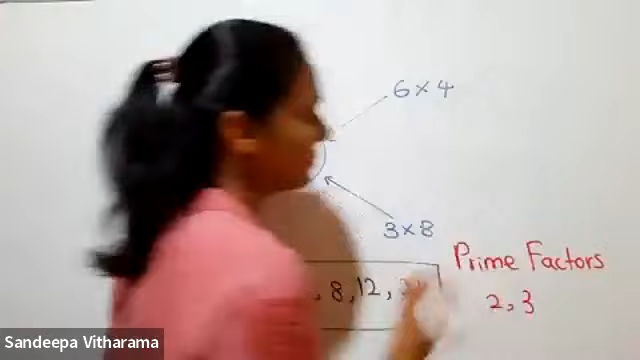 6 × 4
3 × 8
Prime Factors
, 8, 12,
2, 3
Sandeepa Vitharama